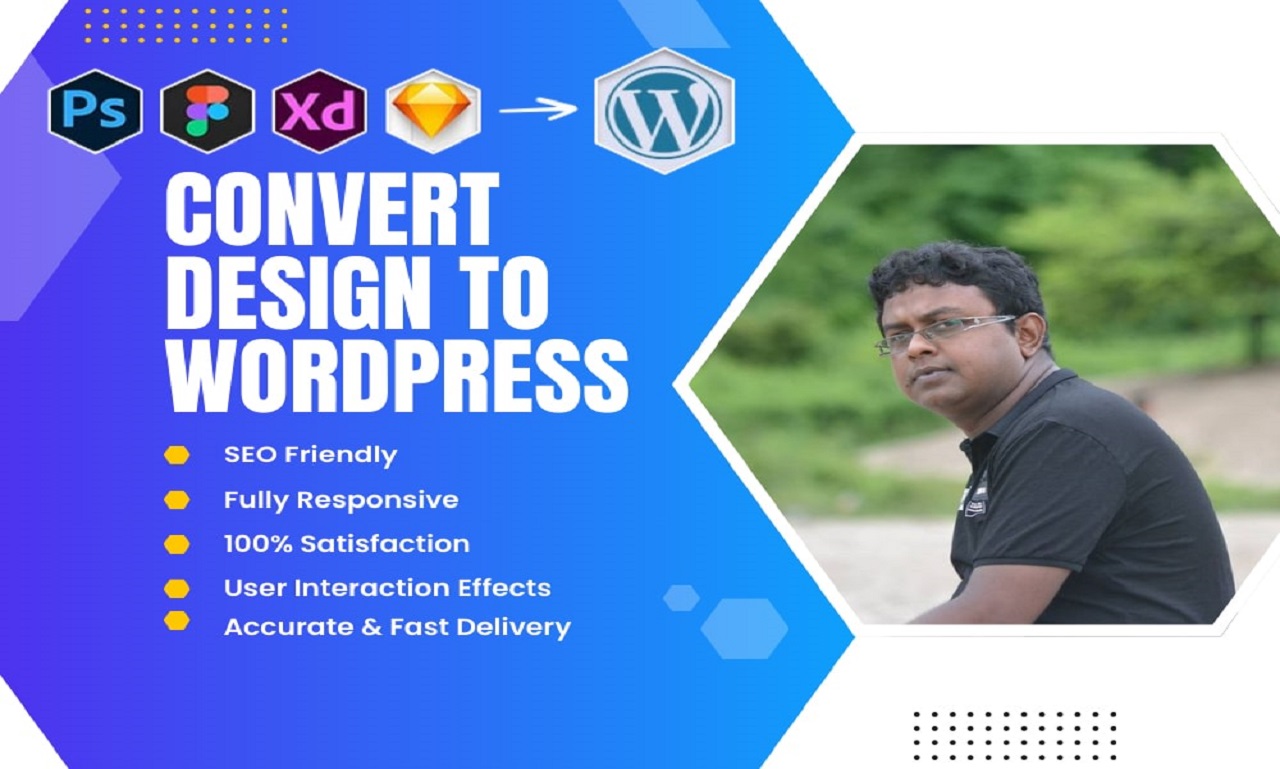 Ps Xd W
CONVERT
DESIGN TO
WORDPRESS
SEO Friendly
Fully Responsive
100% Satisfaction
User Interaction Effects
Accurate & Fast Delivery